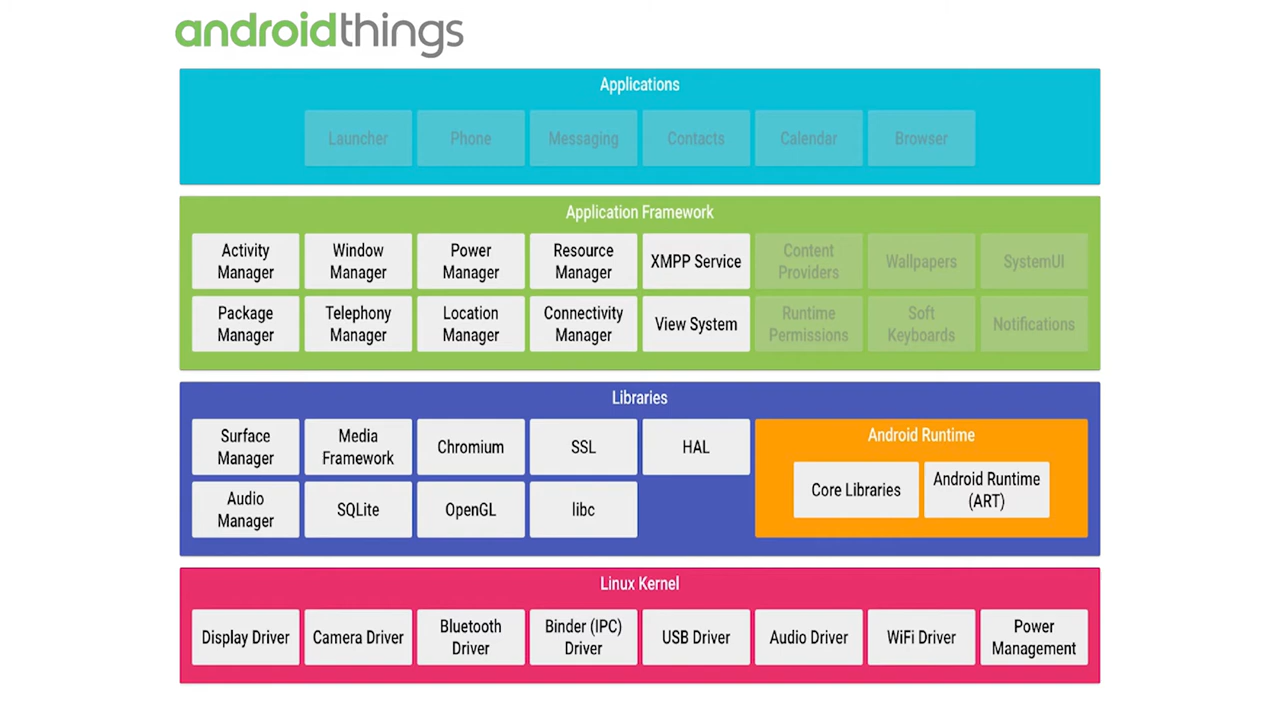 androidthings
Applications
Launcher
Phone
Messaging
Contacts
Calendar
Browser
Application Framework
Activity
Manager
Window
Manager
Power
Manager
Resource
Manager
XMPP Service
Content
Providers
Wallpapers
SystemUI
Package
Manager
Telephony
Manager
Location
Manager
Connectivity
Manager
View System
Runtime
Permissions
Soft
Keyboards
Notifications
Libraries
Surface
Manager
Media
Framework
Chromium
SSL
HAL
Audio
Manager
SQLite
OpenGL
libc
Android Runtime
Core Libraries
Android Runtime
(ART)
Linux Kernel
Display Driver
Camera Driver
Bluetooth
Driver
Binder (IPC)
Driver
USB Driver
Audio Driver
WiFi Driver
Power
Management